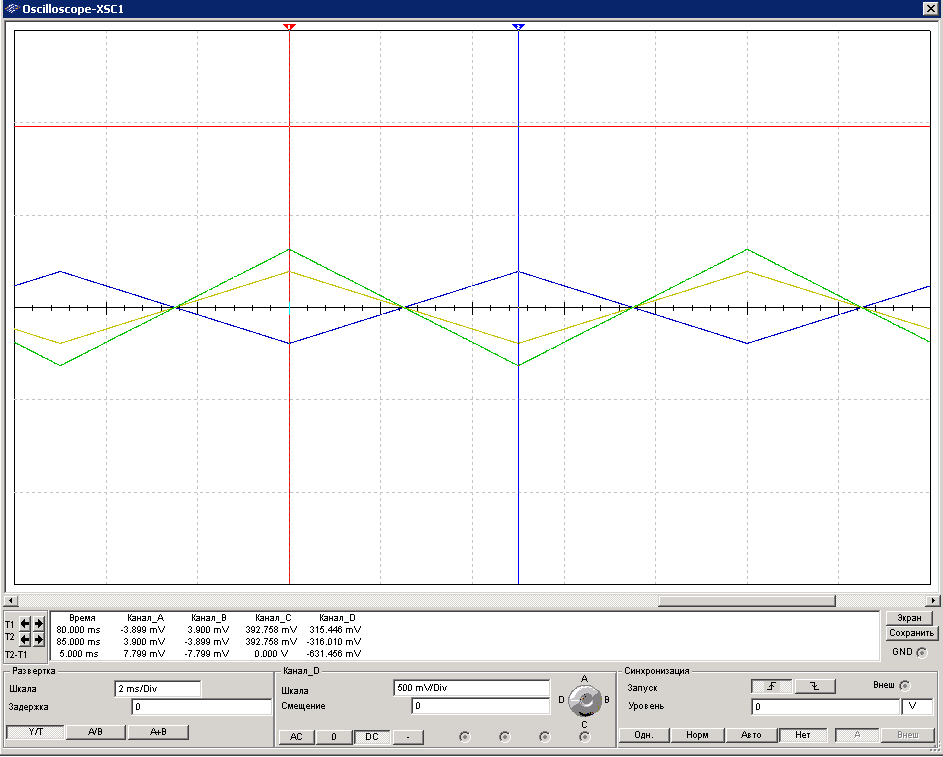 Oscilloscope-XSC1
1 2
T1 Время Канал_A Канал_B Канал_C Канал_D
80.000 ms -3.899 mV 3.900 mV 392.758 mV 315.446 mV
T2 85.000 ms 3.900 mV -3.899 mV 392.758 mV -316.010 mV
T2-T1 5.000 ms 7.799 mV -7.799 mV 0.000 V -631.456 mV
Экран
Сохранить
GND
Развертка
Шкала 2 ms/Div
Задержка 0
Y/T A/B A+B
Канал_D
Шкала 500 mV/Div
Смещение 0
AC 0 DC -
A
D B
C
Синхронизация
Запуск Внеш
Уровень 0 V
Одн. Норм Авто Нет A Внеш